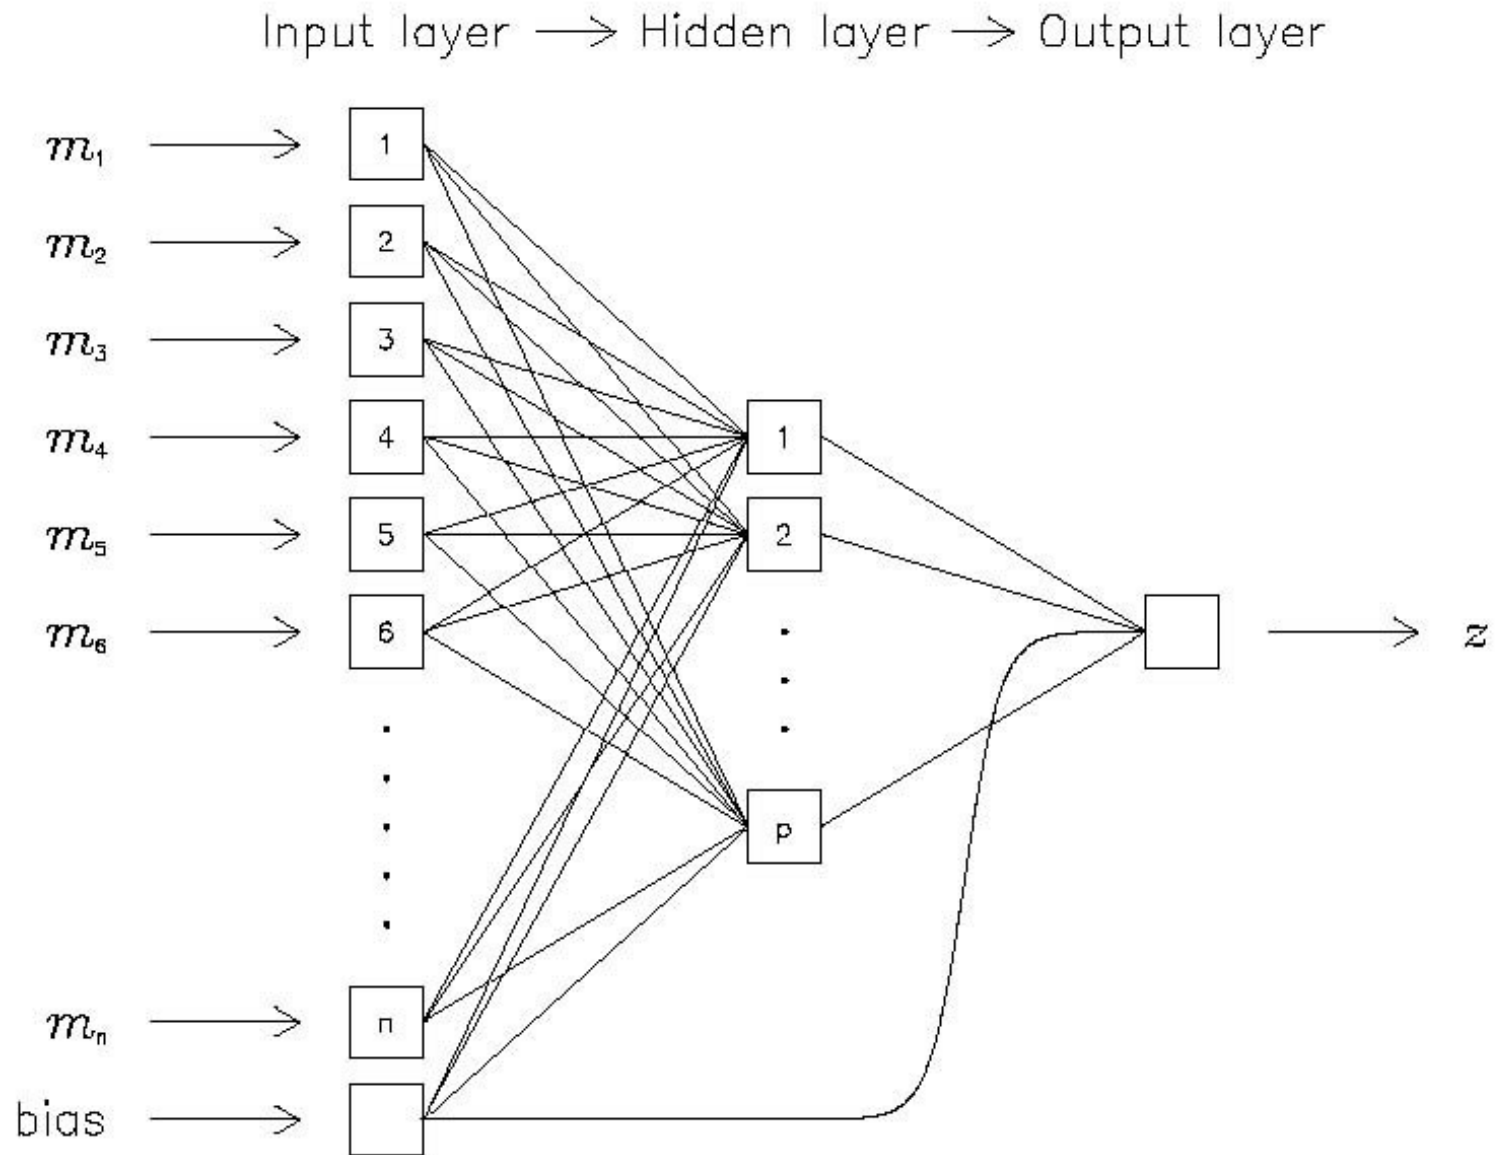 Input layer → Hidden layer → Output layer
m₁ 1
m₂ 2
m₃ 3
m₄ 4 1
m₅ 5 2
m₆ 6 z
p
mₙ n
bias